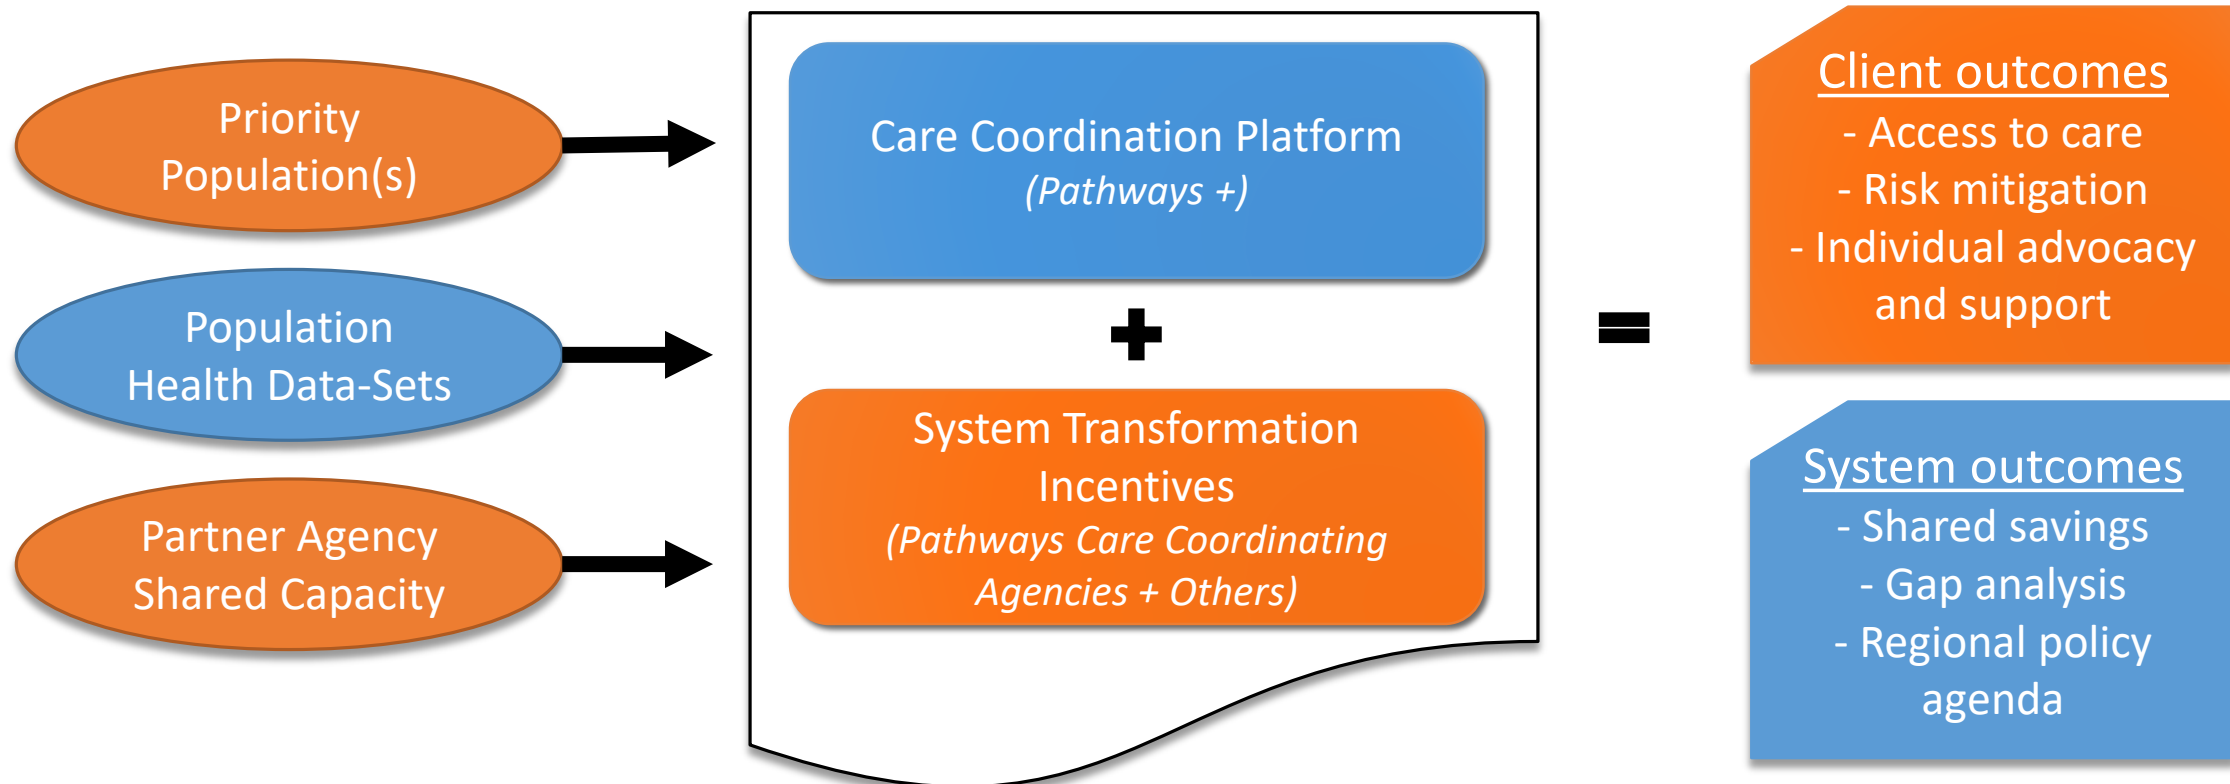 Priority
Population(s)
Population
Health Data-Sets
Partner Agency
Shared Capacity
Care Coordination Platform
(Pathways +)
System Transformation
Incentives
(Pathways Care Coordinating
Agencies + Others)
Client outcomes
- Access to care
- Risk mitigation
- Individual advocacy
and support
System outcomes
- Shared savings
- Gap analysis
- Regional policy
agenda